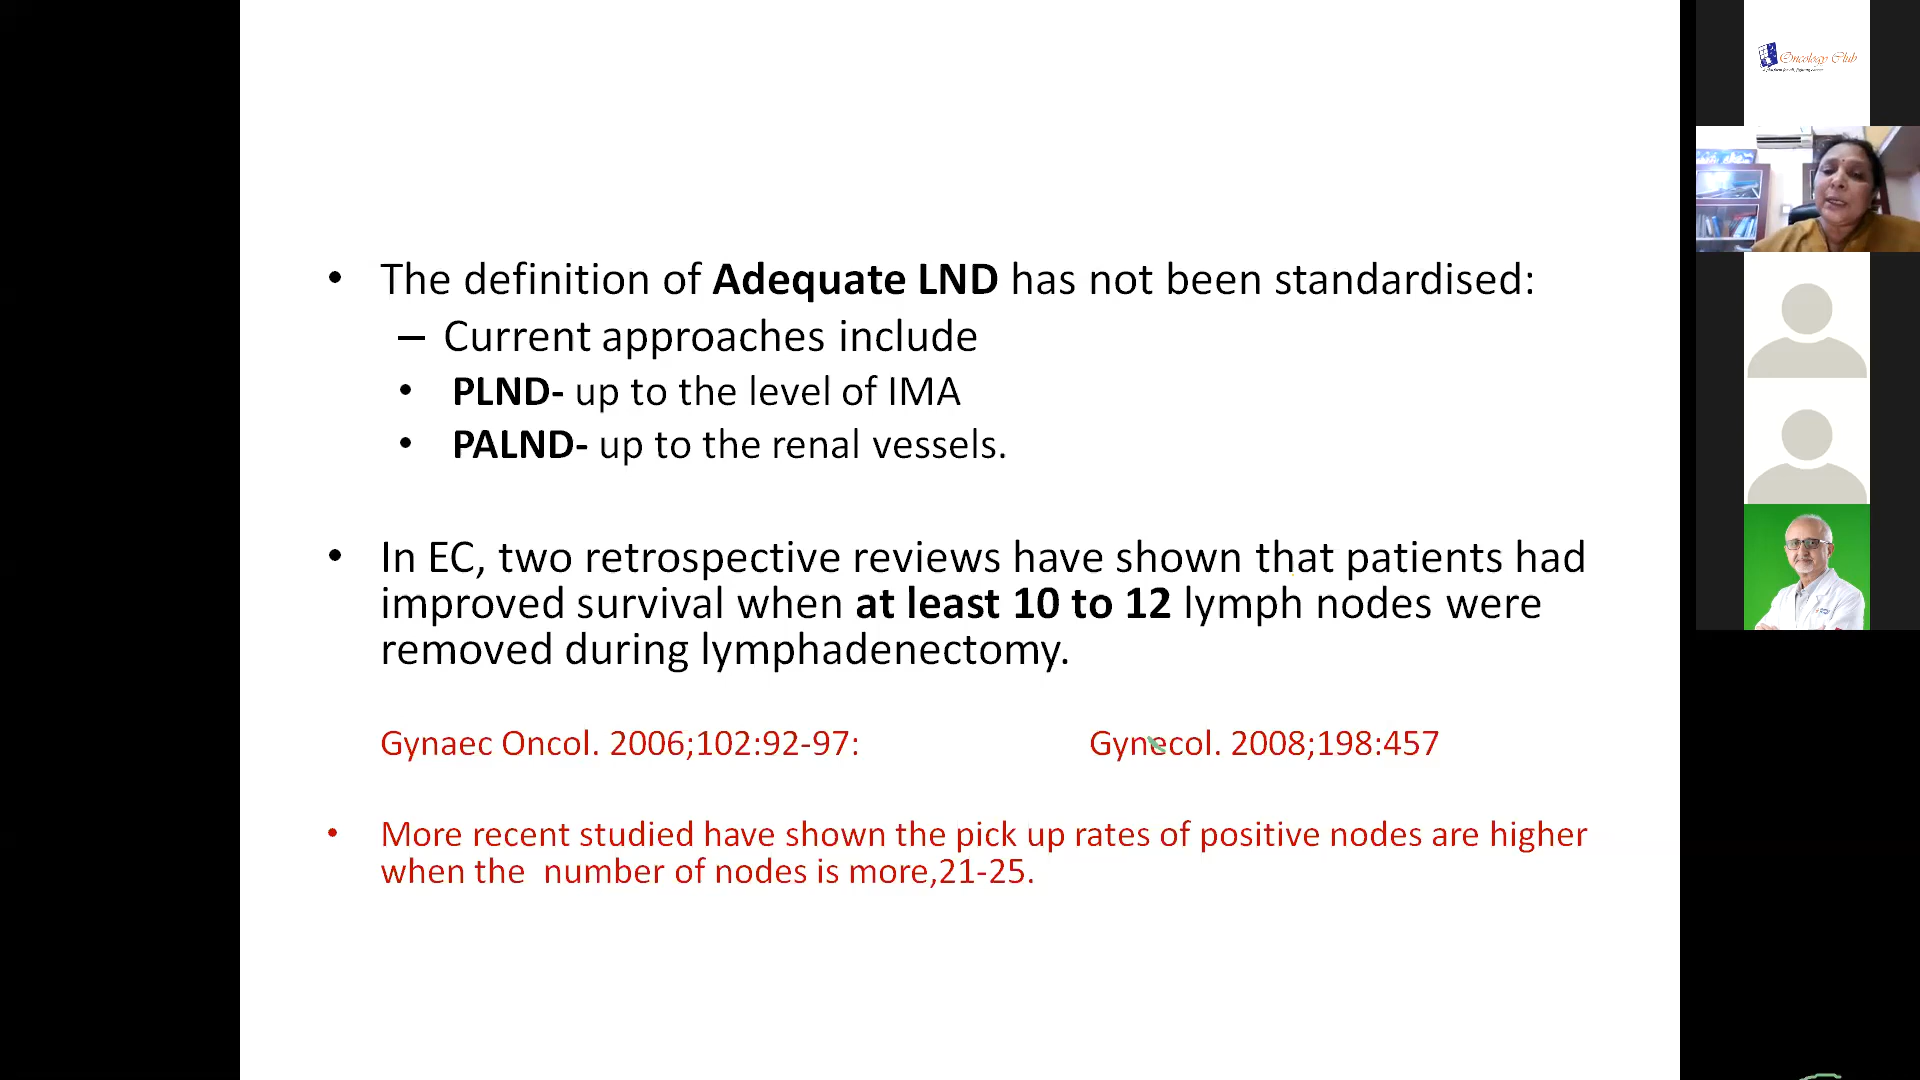 • The definition of Adequate LND has not been standardised:
– Current approaches include
• PLND- up to the level of IMA
• PALND- up to the renal vessels.
• In EC, two retrospective reviews have shown that patients had
improved survival when at least 10 to 12 lymph nodes were
removed during lymphadenectomy.
Gynaec Oncol. 2006;102:92-97: Gynecol. 2008;198:457
• More recent studied have shown the pick up rates of positive nodes are higher
when the number of nodes is more,21-25.
Oncology Club